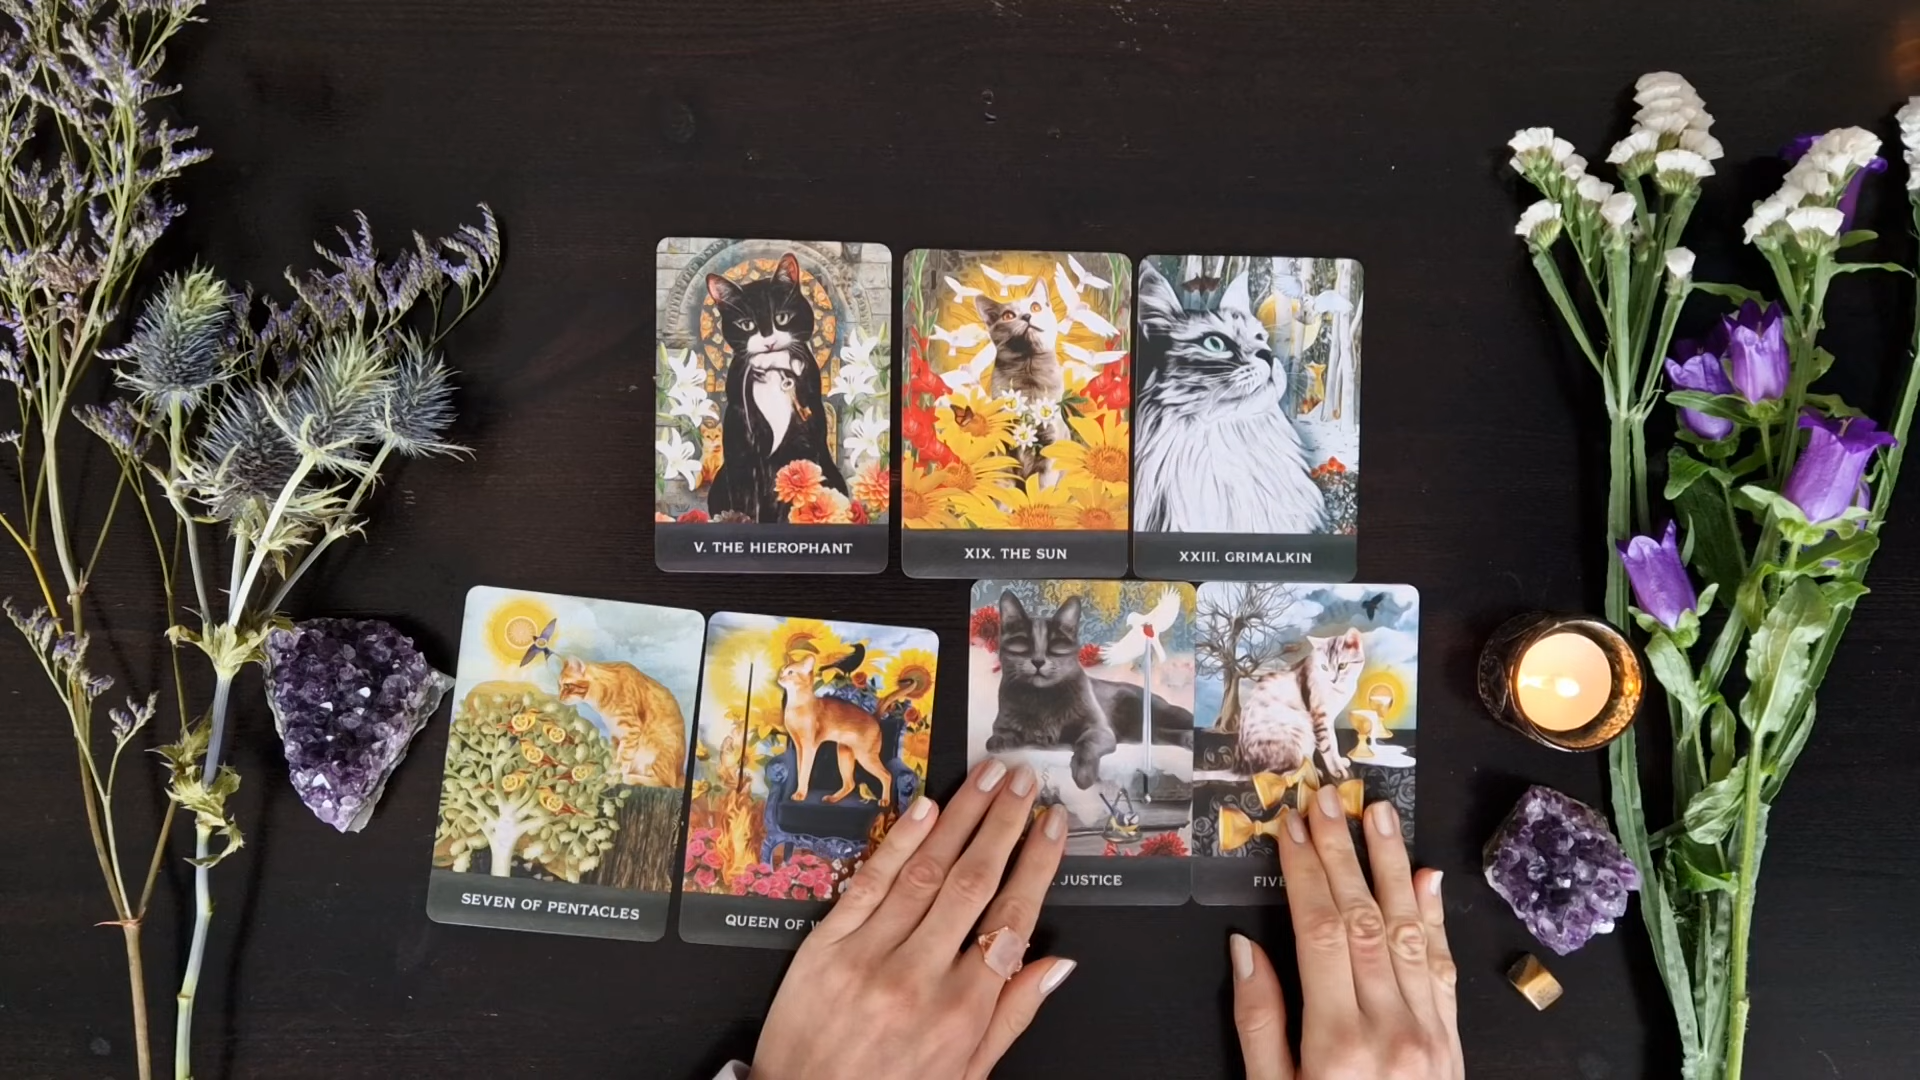 V. THE HIEROPHANT
XIX. THE SUN
XXIII. GRIMALKIN
SEVEN OF PENTACLES
QUEEN OF
JUSTICE
FIVE